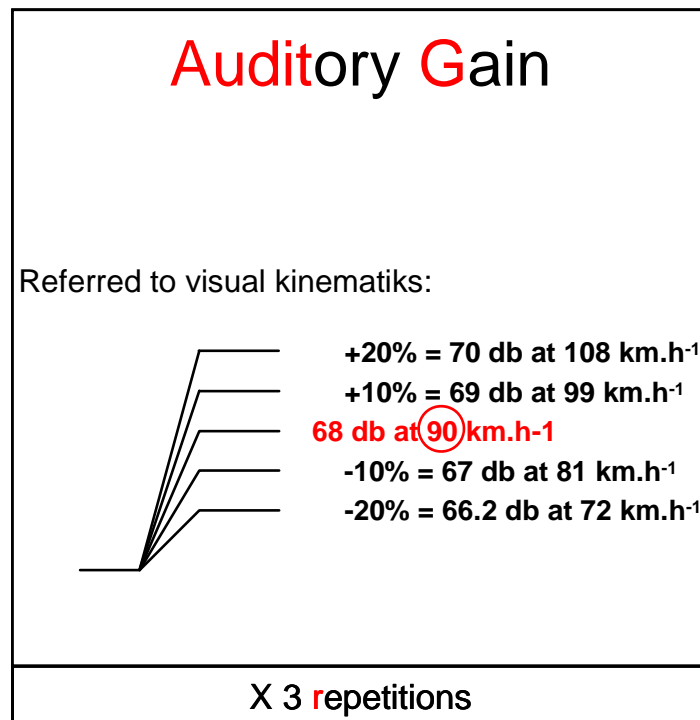 Auditory Gain
Referred to visual kinematiks:
+20% = 70 db at 108 km.h-1
+10% = 69 db at 99 km.h-1
68 db at 90 km.h-1
-10% = 67 db at 81 km.h-1
-20% = 66.2 db at 72 km.h-1
X 3 repetitions